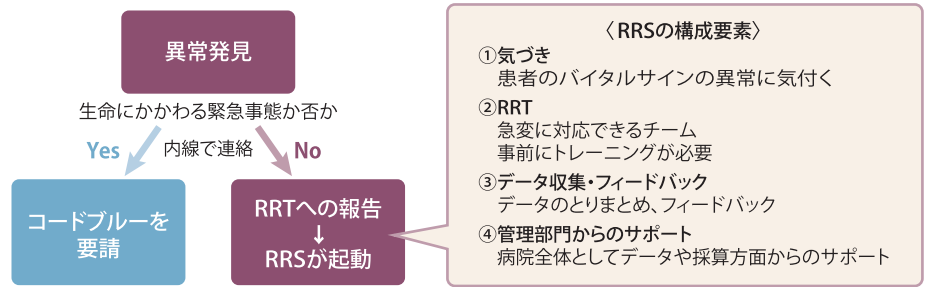 異常発見
生命にかかわる緊急事態か否か
Yes
内線で連絡
No
コードブルーを
要請
RRTへの報告
↓
RRSが起動
〈RRSの構成要素〉
①気づき
患者のバイタルサインの異常に気付く
②RRT
急変に対応できるチーム
事前にトレーニングが必要
③データ収集・フィードバック
データのとりまとめ、フィードバック
④管理部門からのサポート
病院全体としてデータや採算方面からのサポート